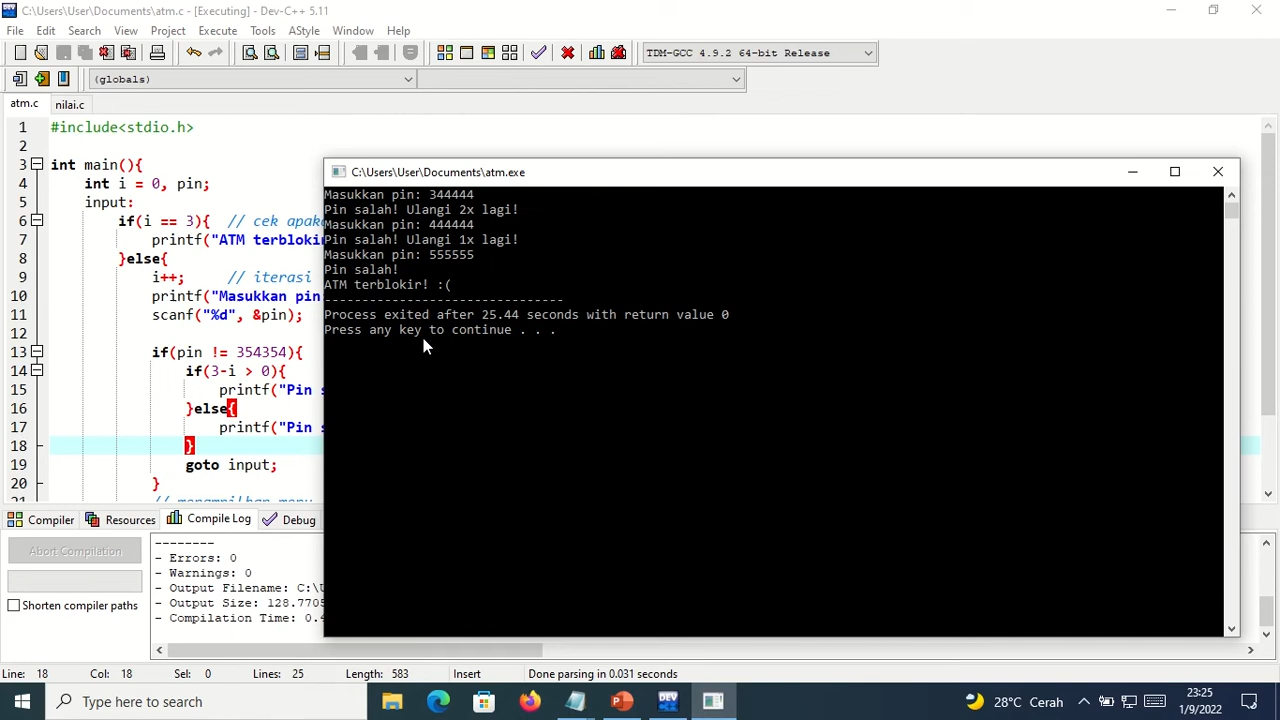 C:\Users\User\Documents\atm.c - [Executing] - Dev-C++ 5.11
File Edit Search View Project Execute Tools AStyle Window Help
TDM-GCC 4.9.2 64-bit Release
(globals)
atm.c nilai.c
1 #include<stdio.h>
2
3 int main(){
4 int i = 0, pin;
5 input:
6 if(i == 3){ // cek apaka
7 printf("ATM terblokir
8 }else{
9 i++; // iterasi
10 printf("Masukkan pin
11 scanf("%d", &pin);
12
13 if(pin != 354354){
14 if(3-i > 0){
15 printf("Pin s
16 }else{
17 printf("Pin s
18 }
19 goto input;
20 }
21 // menampilhan menu
C:\Users\User\Documents\atm.exe
Masukkan pin: 344444
Pin salah! Ulangi 2x lagi!
Masukkan pin: 444444
Pin salah! Ulangi 1x lagi!
Masukkan pin: 555555
Pin salah!
ATM terblokir! :(
--------------------------------
Process exited after 25.44 seconds with return value 0
Press any key to continue . . .
Compiler Resources Compile Log Debug
Abort Compilation
Shorten compiler paths
--------
- Errors: 0
- Warnings: 0
- Output Filename: C:\U
- Output Size: 128.7705
- Compilation Time: 0.4
Line: 18 Col: 18 Sel: 0 Lines: 25 Length: 583 Insert Done parsing in 0.031 seconds
Type here to search
DEV
28°C Cerah
23:25
1/9/2022